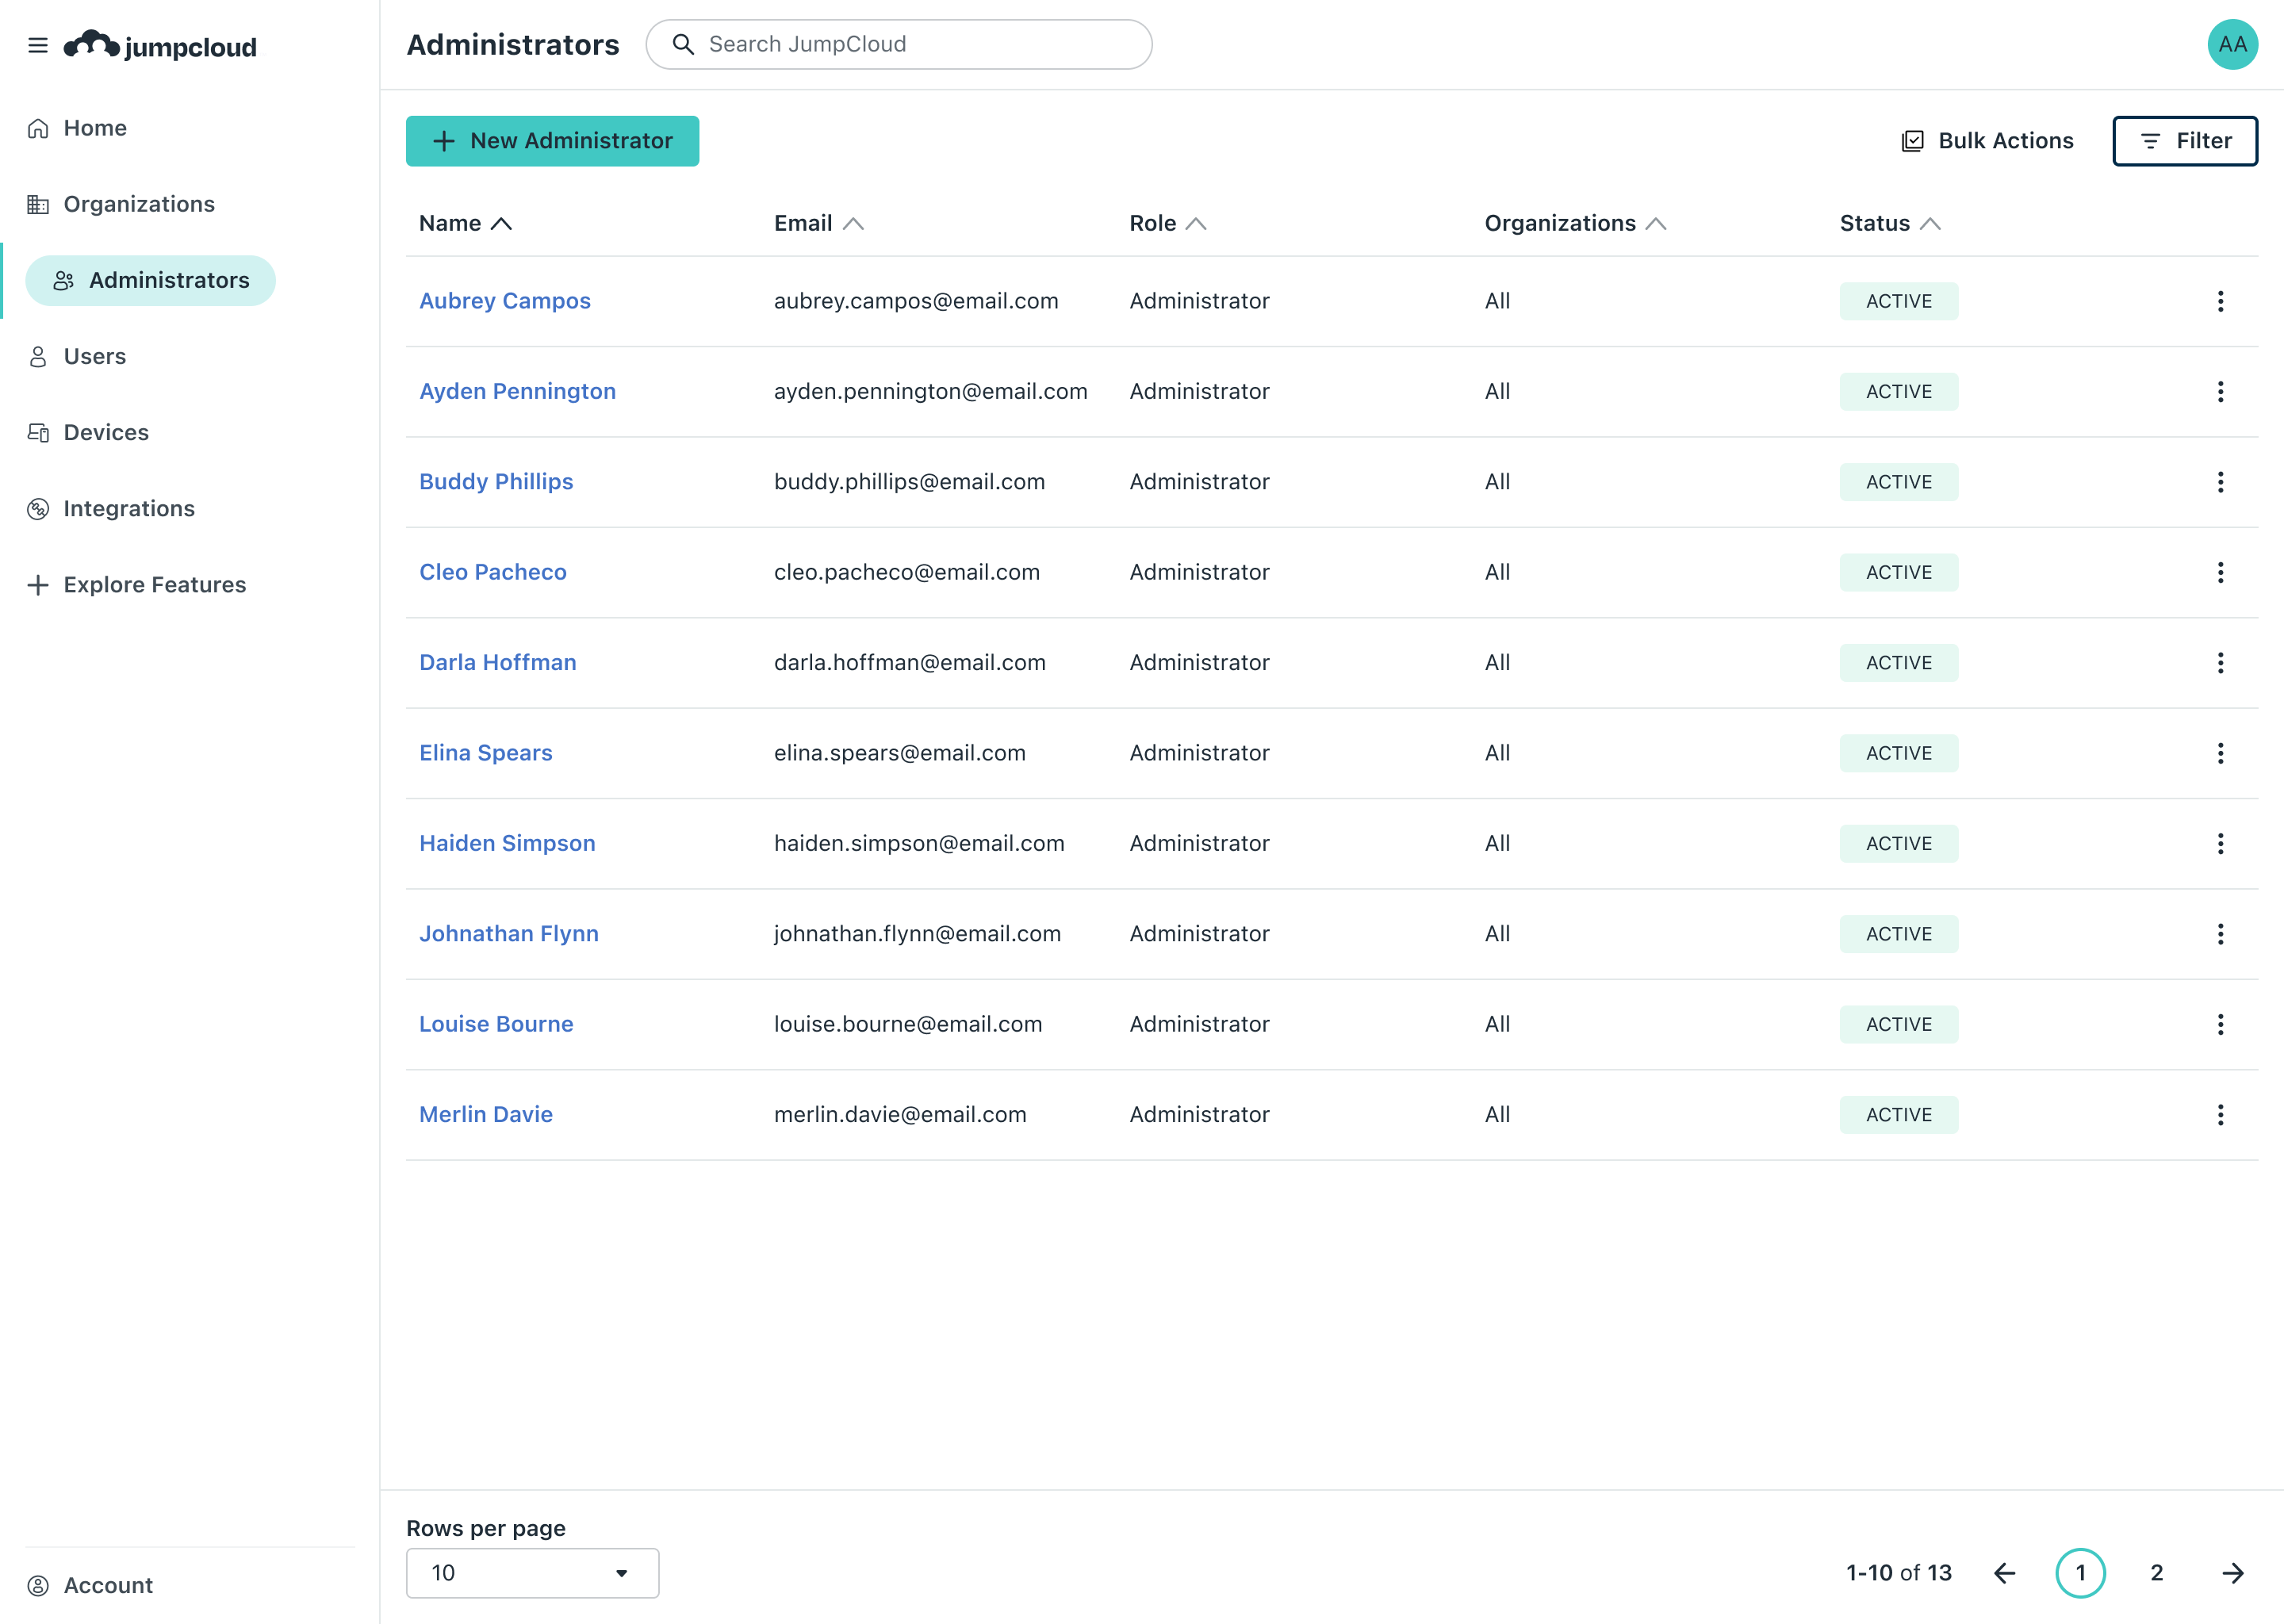 jumpcloud
Administrators
Search JumpCloud
AA
Home
Organizations
Administrators
Users
Devices
Integrations
Explore Features
Account
New Administrator
Bulk Actions
Filter
Name Email Role Organizations Status
Aubrey Campos aubrey.campos@email.com Administrator All ACTIVE
Ayden Pennington ayden.pennington@email.com Administrator All ACTIVE
Buddy Phillips buddy.phillips@email.com Administrator All ACTIVE
Cleo Pacheco cleo.pacheco@email.com Administrator All ACTIVE
Darla Hoffman darla.hoffman@email.com Administrator All ACTIVE
Elina Spears elina.spears@email.com Administrator All ACTIVE
Haiden Simpson haiden.simpson@email.com Administrator All ACTIVE
Johnathan Flynn johnathan.flynn@email.com Administrator All ACTIVE
Louise Bourne louise.bourne@email.com Administrator All ACTIVE
Merlin Davie merlin.davie@email.com Administrator All ACTIVE
Rows per page
10
1-10 of 13 1 2